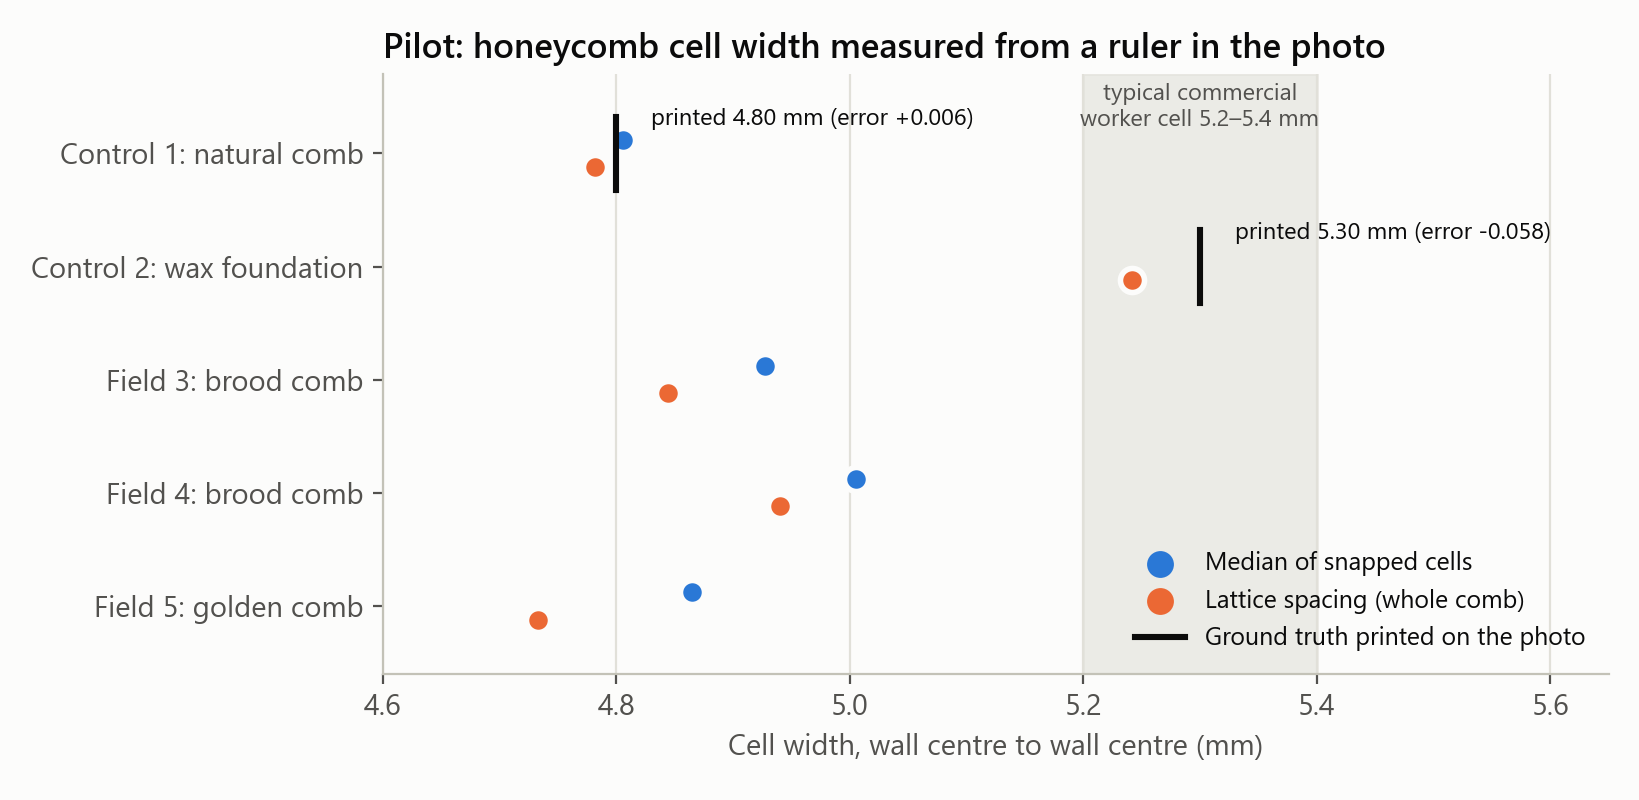 Pilot: honeycomb cell width measured from a ruler in the photo
typical commercial
worker cell 5.2–5.4 mm
printed 4.80 mm (error +0.006)
Control 1: natural comb
printed 5.30 mm (error -0.058)
Control 2: wax foundation
Field 3: brood comb
Field 4: brood comb
Field 5: golden comb
Median of snapped cells
Lattice spacing (whole comb)
Ground truth printed on the photo
4.6 4.8 5.0 5.2 5.4 5.6
Cell width, wall centre to wall centre (mm)